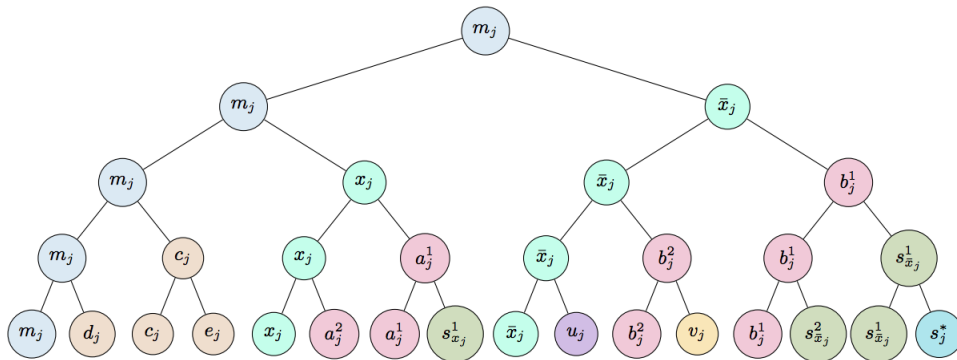 m_j
m_j x̄_j
m_j x_j x̄_j b_j^1
m_j c_j x_j a_j^1 x̄_j b_j^2 b_j^1 s_{x̄_j}^1
m_j d_j c_j e_j x_j a_j^2 a_j^1 s_{x_j}^1 x̄_j u_j b_j^2 v_j b_j^1 s_{x̄_j}^2 s_{x̄_j}^1 s_j^*